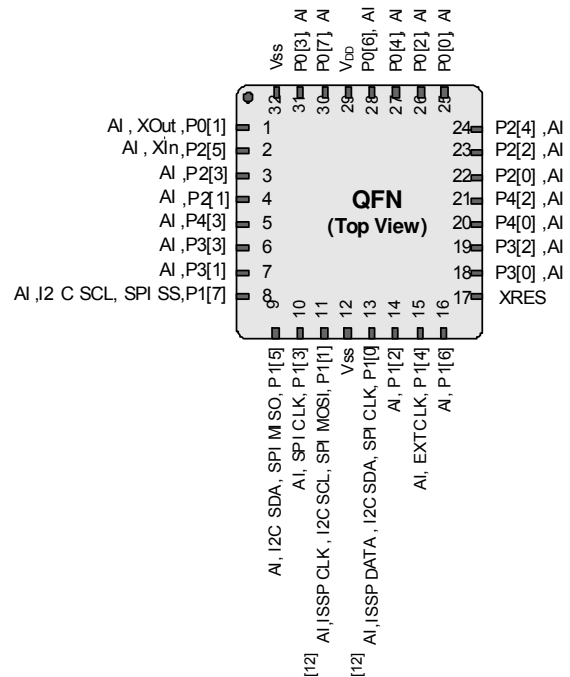 Vss
P0[3], AI
P0[7], AI
VDD
P0[6], AI
P0[4], AI
P0[2], AI
P0[0], AI
32
31
30
29
28
27
26
25
AI , XOut ,P0[1]
1
AI , XIn ,P2[5]
2
AI ,P2[3]
3
AI ,P2[1]
4
AI ,P4[3]
5
AI ,P3[3]
6
AI ,P3[1]
7
AI ,I2 C SCL, SPI SS,P1[7]
8
QFN
(Top View)
24
P2[4] ,AI
23
P2[2] ,AI
22
P2[0] ,AI
21
P4[2] ,AI
20
P4[0] ,AI
19
P3[2] ,AI
18
P3[0] ,AI
17
XRES
9
10
11
12
13
14
15
16
AI, I2C SDA, SPI MISO, P1[5]
AI, SPI CLK, P1[3]
[12]
AI,ISSP CLK , I2C SCL, SPI MOSI, P1[1]
Vss
[12]
AI,ISSP DATA , I2C SDA, SPI CLK, P1[0]
AI, P1[2]
AI, EXTCLK, P1[4]
AI, P1[6]